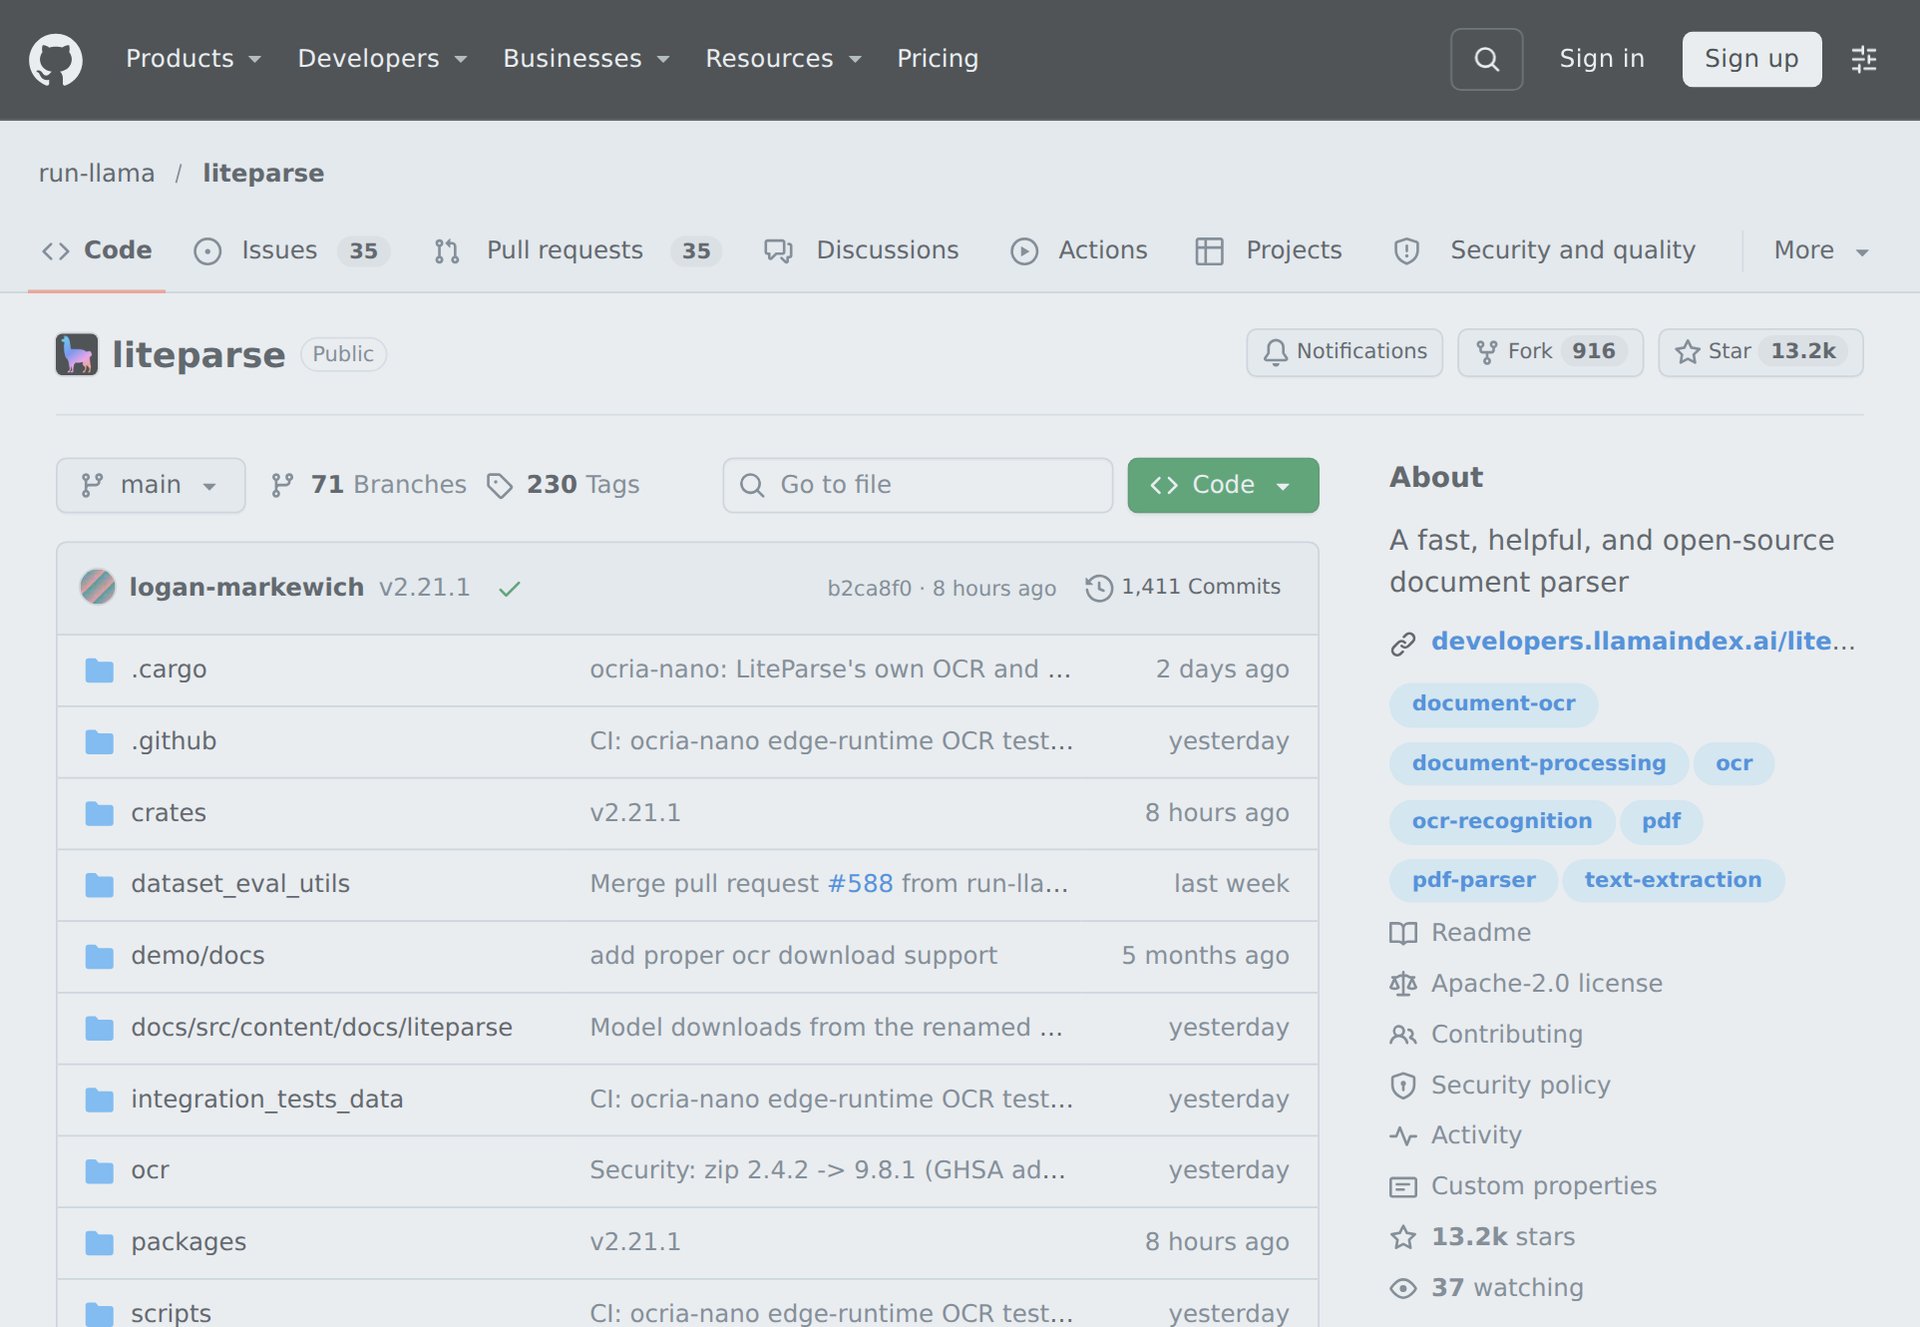 Products Developers Businesses Resources Pricing Sign in Sign up
run-llama / liteparse
Code Issues 35 Pull requests 35 Discussions Actions Projects Security and quality More
liteparse Public Notifications Fork 916 Star 13.2k
main 71 Branches 230 Tags Go to file Code
logan-markewich v2.21.1 b2ca8f0 · 8 hours ago 1,411 Commits
.cargo ocria-nano: LiteParse's own OCR and … 2 days ago
.github CI: ocria-nano edge-runtime OCR test… yesterday
crates v2.21.1 8 hours ago
dataset_eval_utils Merge pull request #588 from run-lla… last week
demo/docs add proper ocr download support 5 months ago
docs/src/content/docs/liteparse Model downloads from the renamed … yesterday
integration_tests_data CI: ocria-nano edge-runtime OCR test… yesterday
ocr Security: zip 2.4.2 -> 9.8.1 (GHSA ad… yesterday
packages v2.21.1 8 hours ago
scripts CI: ocria-nano edge-runtime OCR test… yesterday
About
A fast, helpful, and open-source
document parser
developers.llamaindex.ai/lite…
document-ocr
document-processing ocr
ocr-recognition pdf
pdf-parser text-extraction
Readme
Apache-2.0 license
Contributing
Security policy
Activity
Custom properties
13.2k stars
37 watching